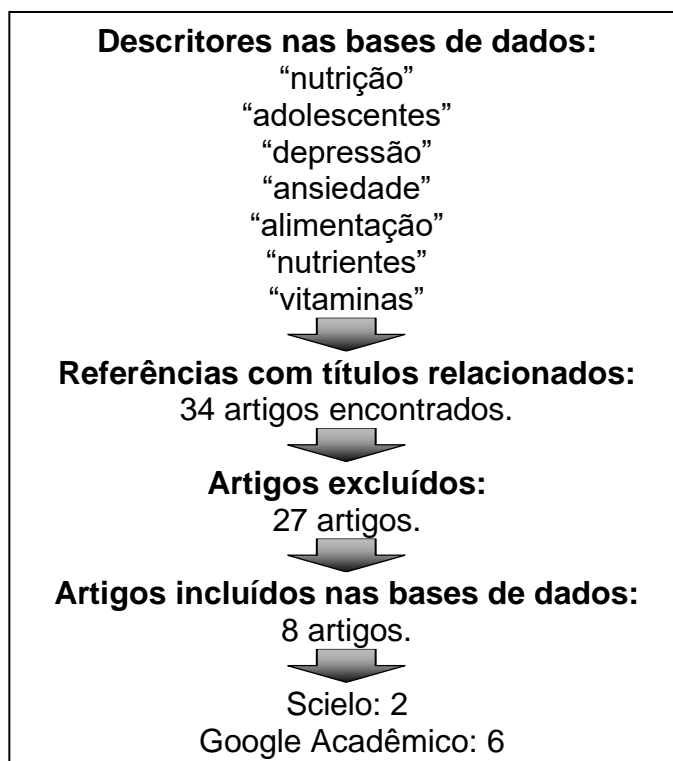 Descritores nas bases de dados:
“nutrição”
“adolescentes”
“depressão”
“ansiedade”
“alimentação”
“nutrientes”
“vitaminas”
Referências com títulos relacionados:
34 artigos encontrados.
Artigos excluídos:
27 artigos.
Artigos incluídos nas bases de dados:
8 artigos.
Scielo: 2
Google Acadêmico: 6